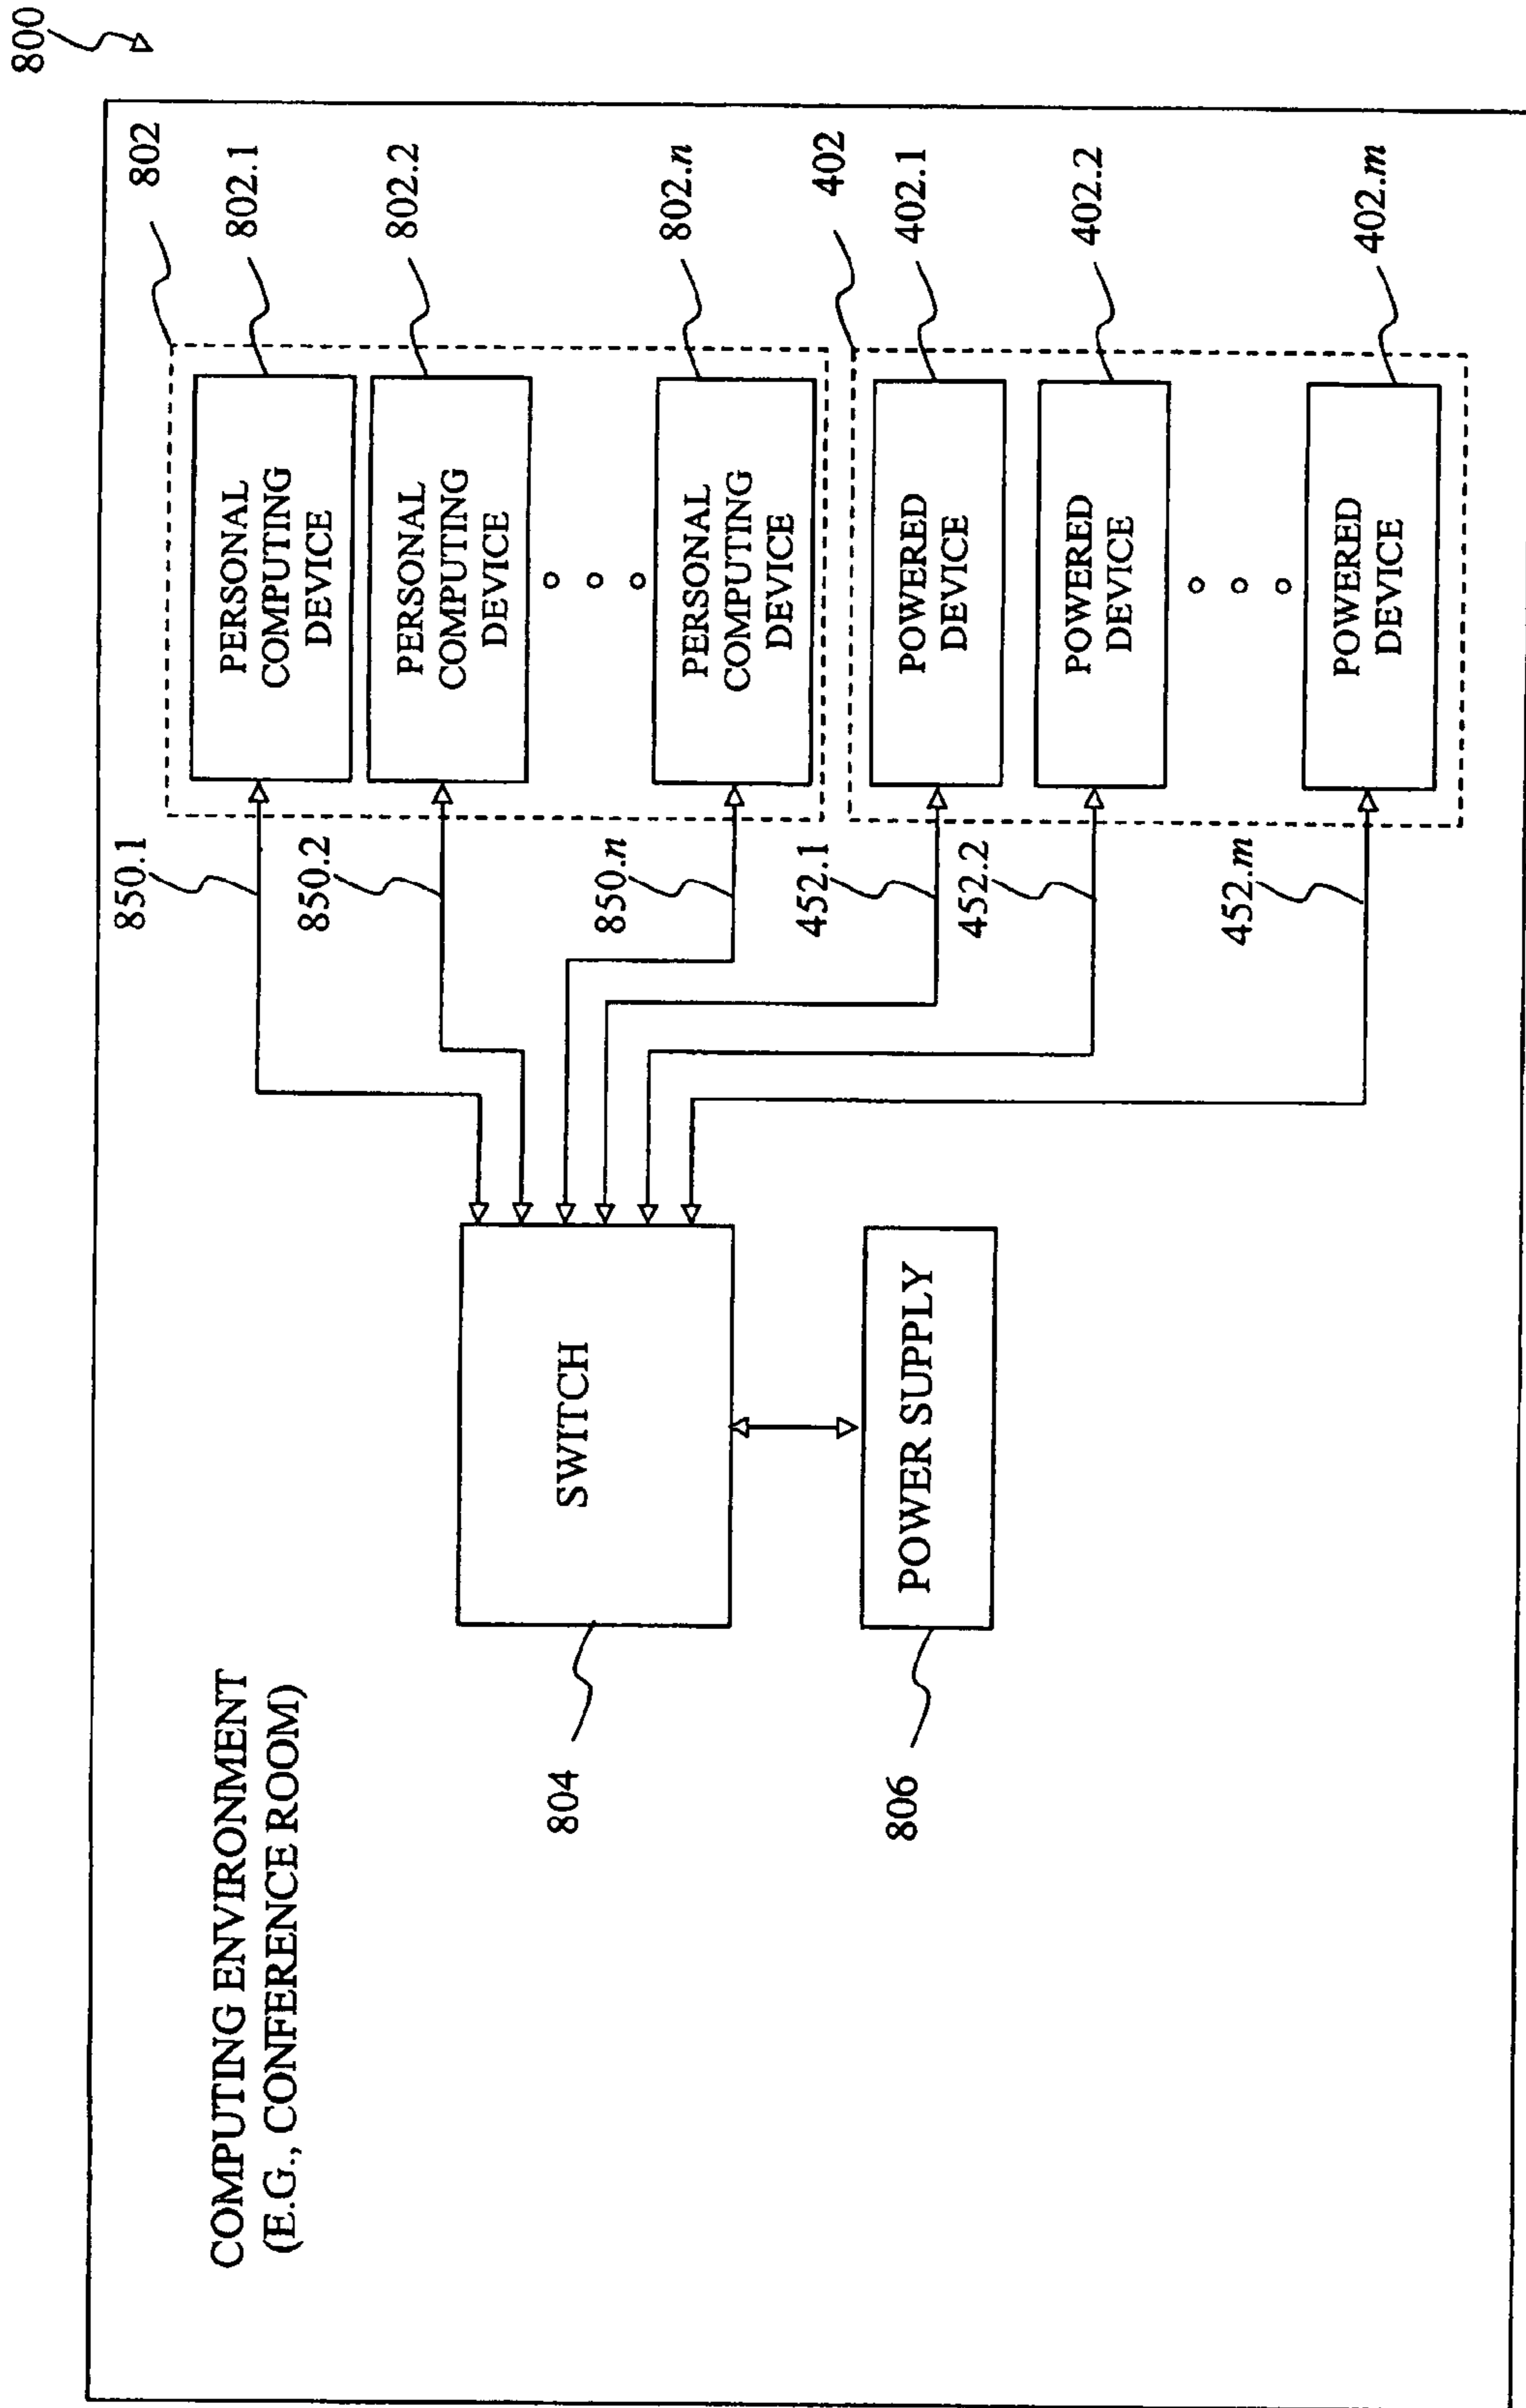 800
COMPUTING ENVIRONMENT
(E.G., CONFERENCE ROOM)
804
SWITCH
806
POWER SUPPLY
850.1
850.2
850.n
452.1
452.2
452.m
802
PERSONAL
COMPUTING
DEVICE
802.1
PERSONAL
COMPUTING
DEVICE
802.2
PERSONAL
COMPUTING
DEVICE
802.n
402
POWERED
DEVICE
402.1
POWERED
DEVICE
402.2
POWERED
DEVICE
402.m